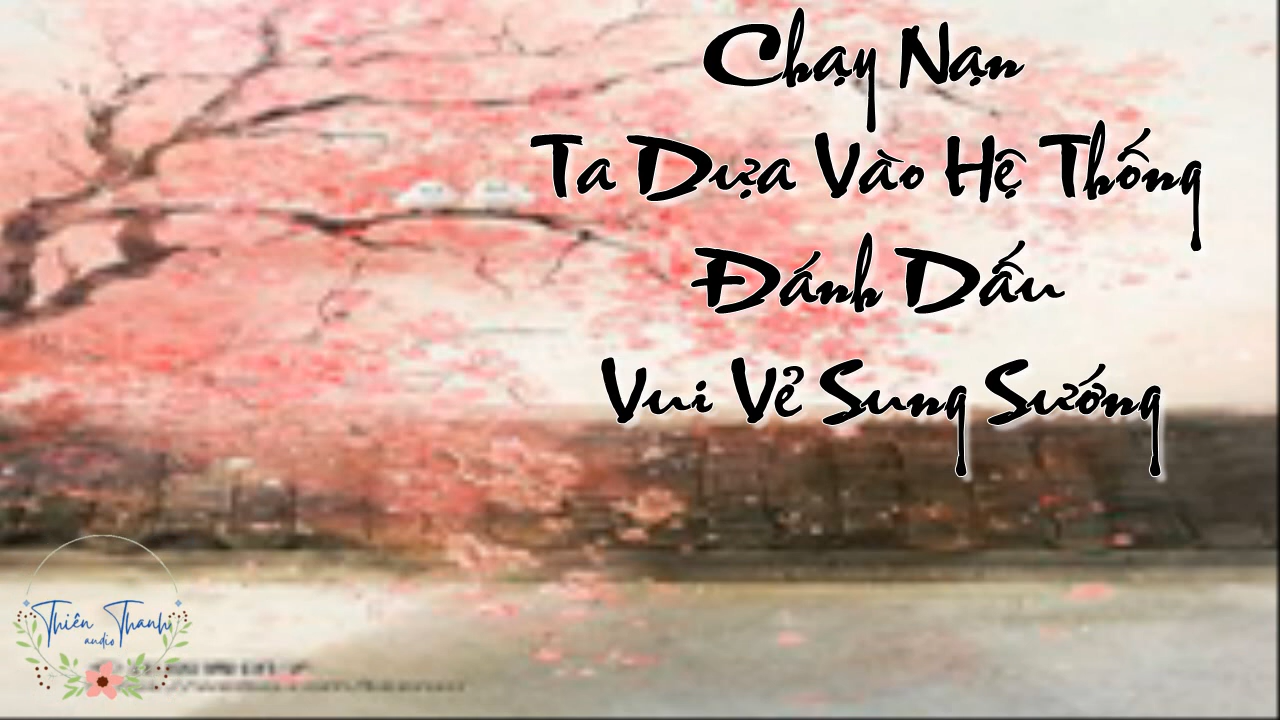 Chạy Nạn
Ta Dựa Vào Hệ Thống
Đánh Dấu
Vui Vẻ Sung Sướng
Thiên Thanh
audio